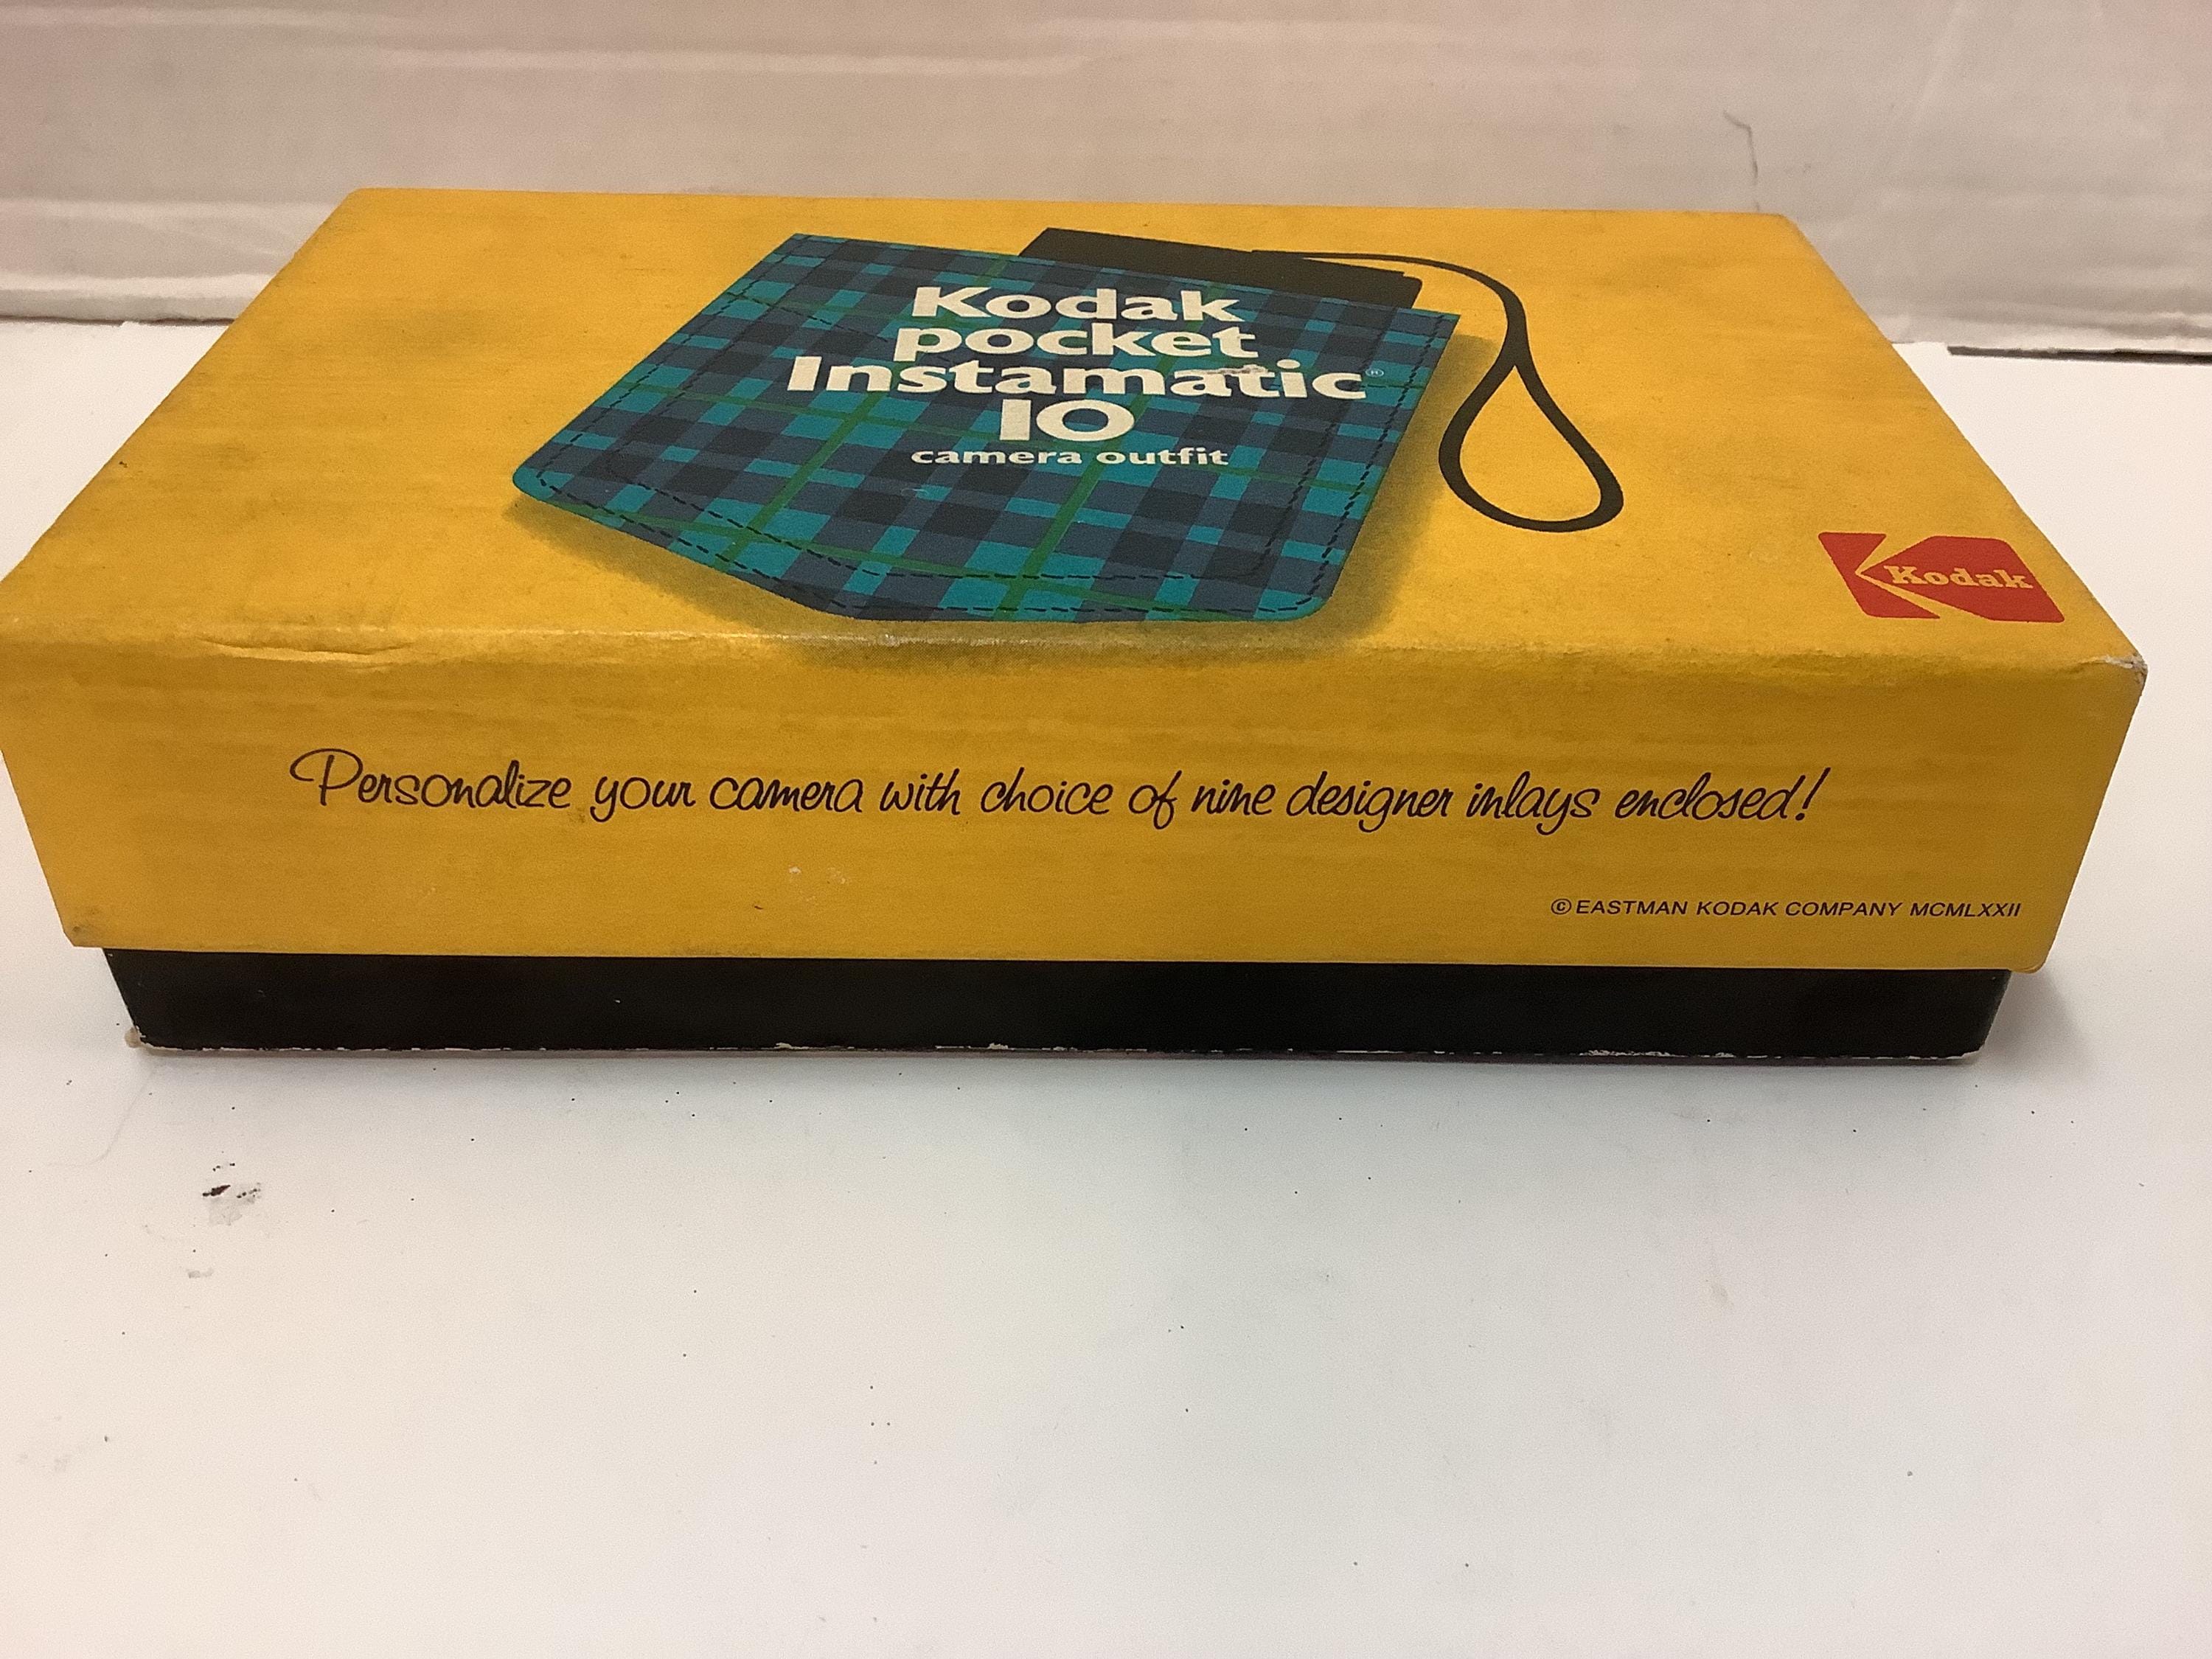 Kodak
pocket
Instamatic®
10
camera outfit
Kodak
Personalize your camera with choice of nine designer inlays enclosed!
©EASTMAN KODAK COMPANY MCMLXXII